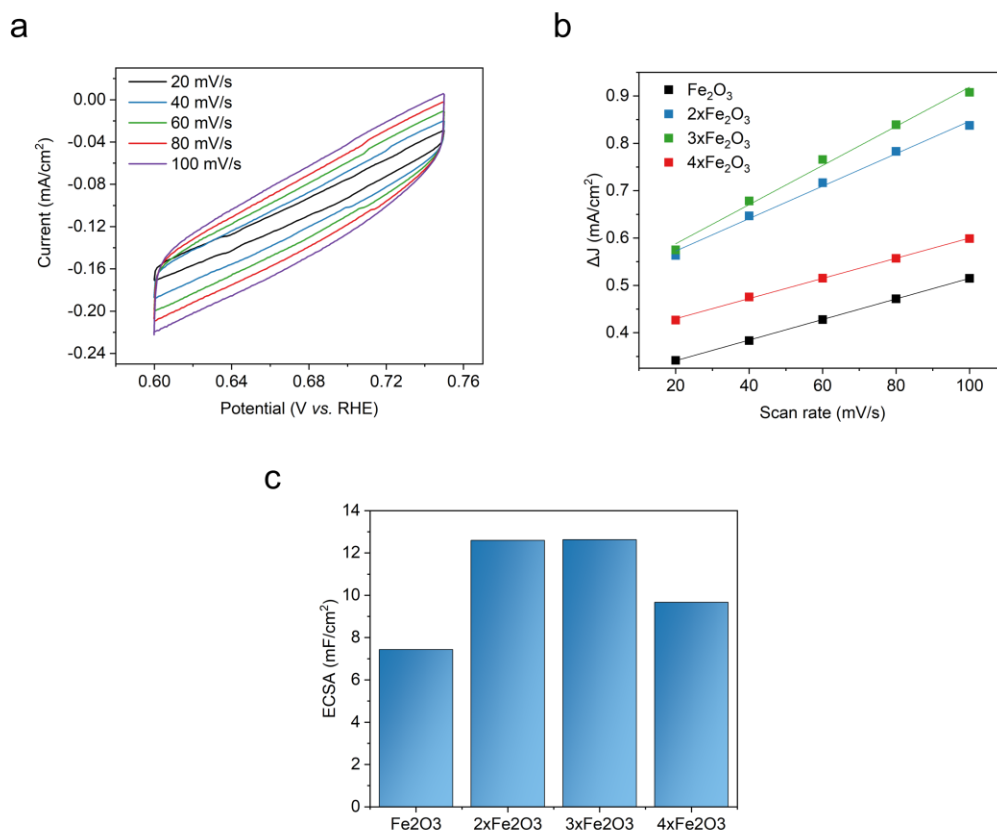 a
20 mV/s
40 mV/s
60 mV/s
80 mV/s
100 mV/s
0.00
-0.04
-0.08
-0.12
-0.16
-0.20
-0.24
Current (mA/cm²)
0.60
0.64
0.68
0.72
0.76
Potential (V vs. RHE)
b
Fe₂O₃
2xFe₂O₃
3xFe₂O₃
4xFe₂O₃
0.9
0.8
0.7
0.6
0.5
0.4
ΔJ (mA/cm²)
20
40
60
80
100
Scan rate (mV/s)
c
14
12
10
8
6
4
2
0
ECSA (mF/cm²)
Fe2O3
2xFe2O3
3xFe2O3
4xFe2O3